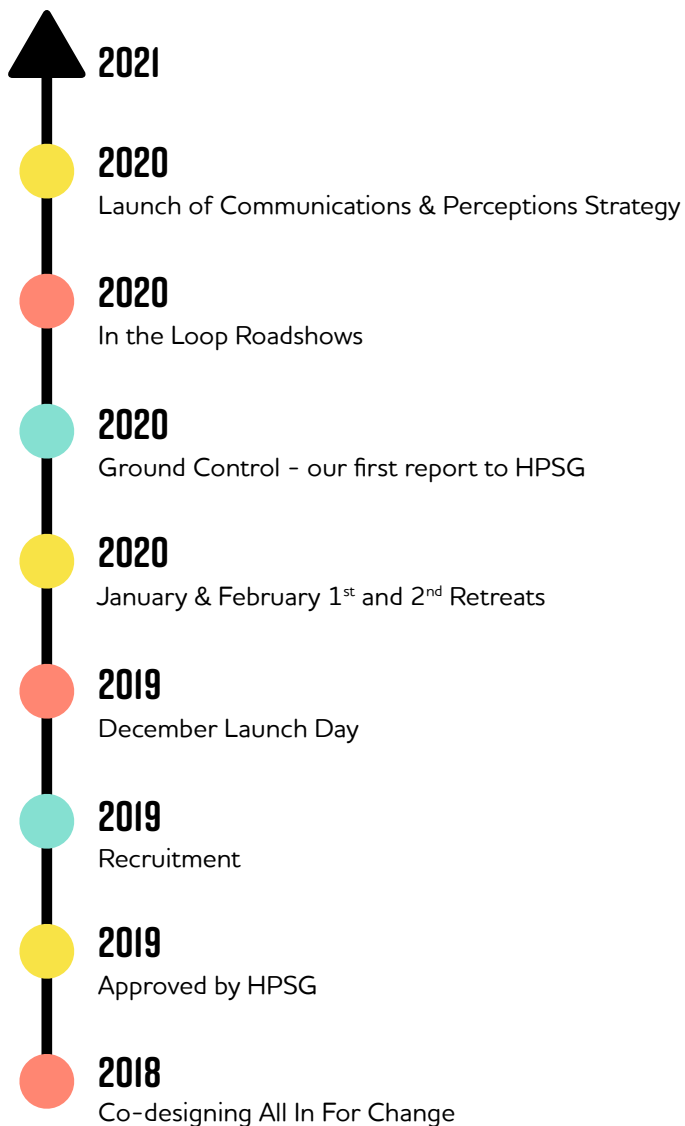 2021
2020
Launch of Communications & Perceptions Strategy
2020
In the Loop Roadshows
2020
Ground Control - our first report to HPSG
2020
January & February 1st and 2nd Retreats
2019
December Launch Day
2019
Recruitment
2019
Approved by HPSG
2018
Co-designing All In For Change